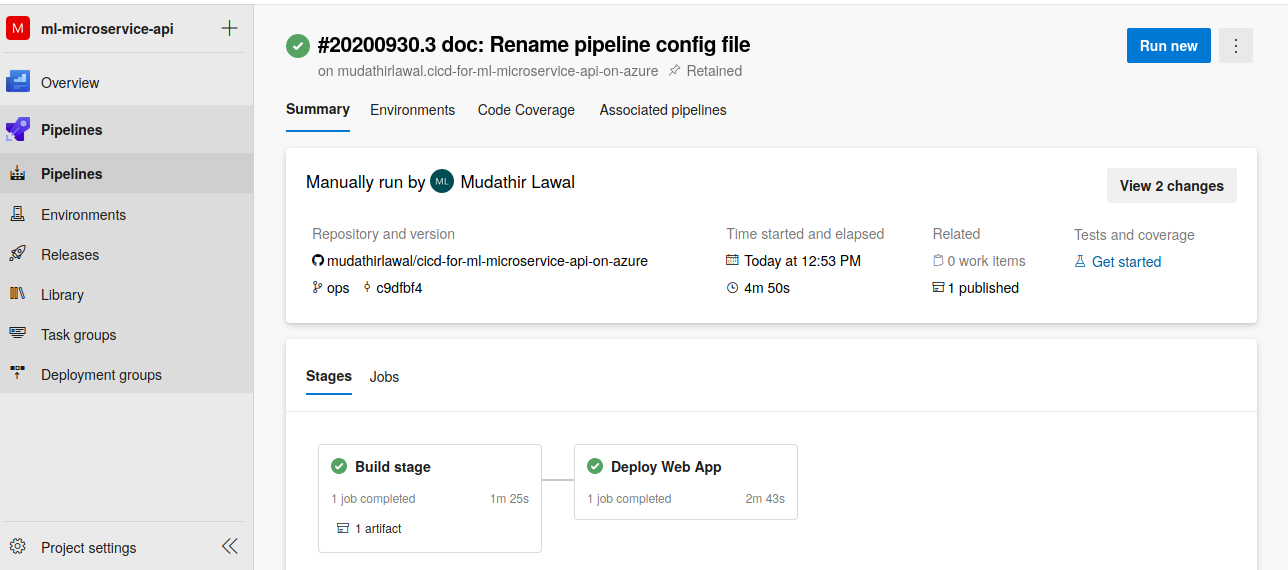 M ml-microservice-api
Overview
Pipelines
Pipelines
Environments
Releases
Library
Task groups
Deployment groups
Project settings
#20200930.3 doc: Rename pipeline config file
on mudathirlawal.cicd-for-ml-microservice-api-on-azure Retained
Run new
Summary Environments Code Coverage Associated pipelines
Manually run by ML Mudathir Lawal
View 2 changes
Repository and version Time started and elapsed Related Tests and coverage
mudathirlawal/cicd-for-ml-microservice-api-on-azure Today at 12:53 PM 0 work items Get started
ops c9dfbf4 4m 50s 1 published
Stages Jobs
Build stage
1 job completed 1m 25s
1 artifact
Deploy Web App
1 job completed 2m 43s